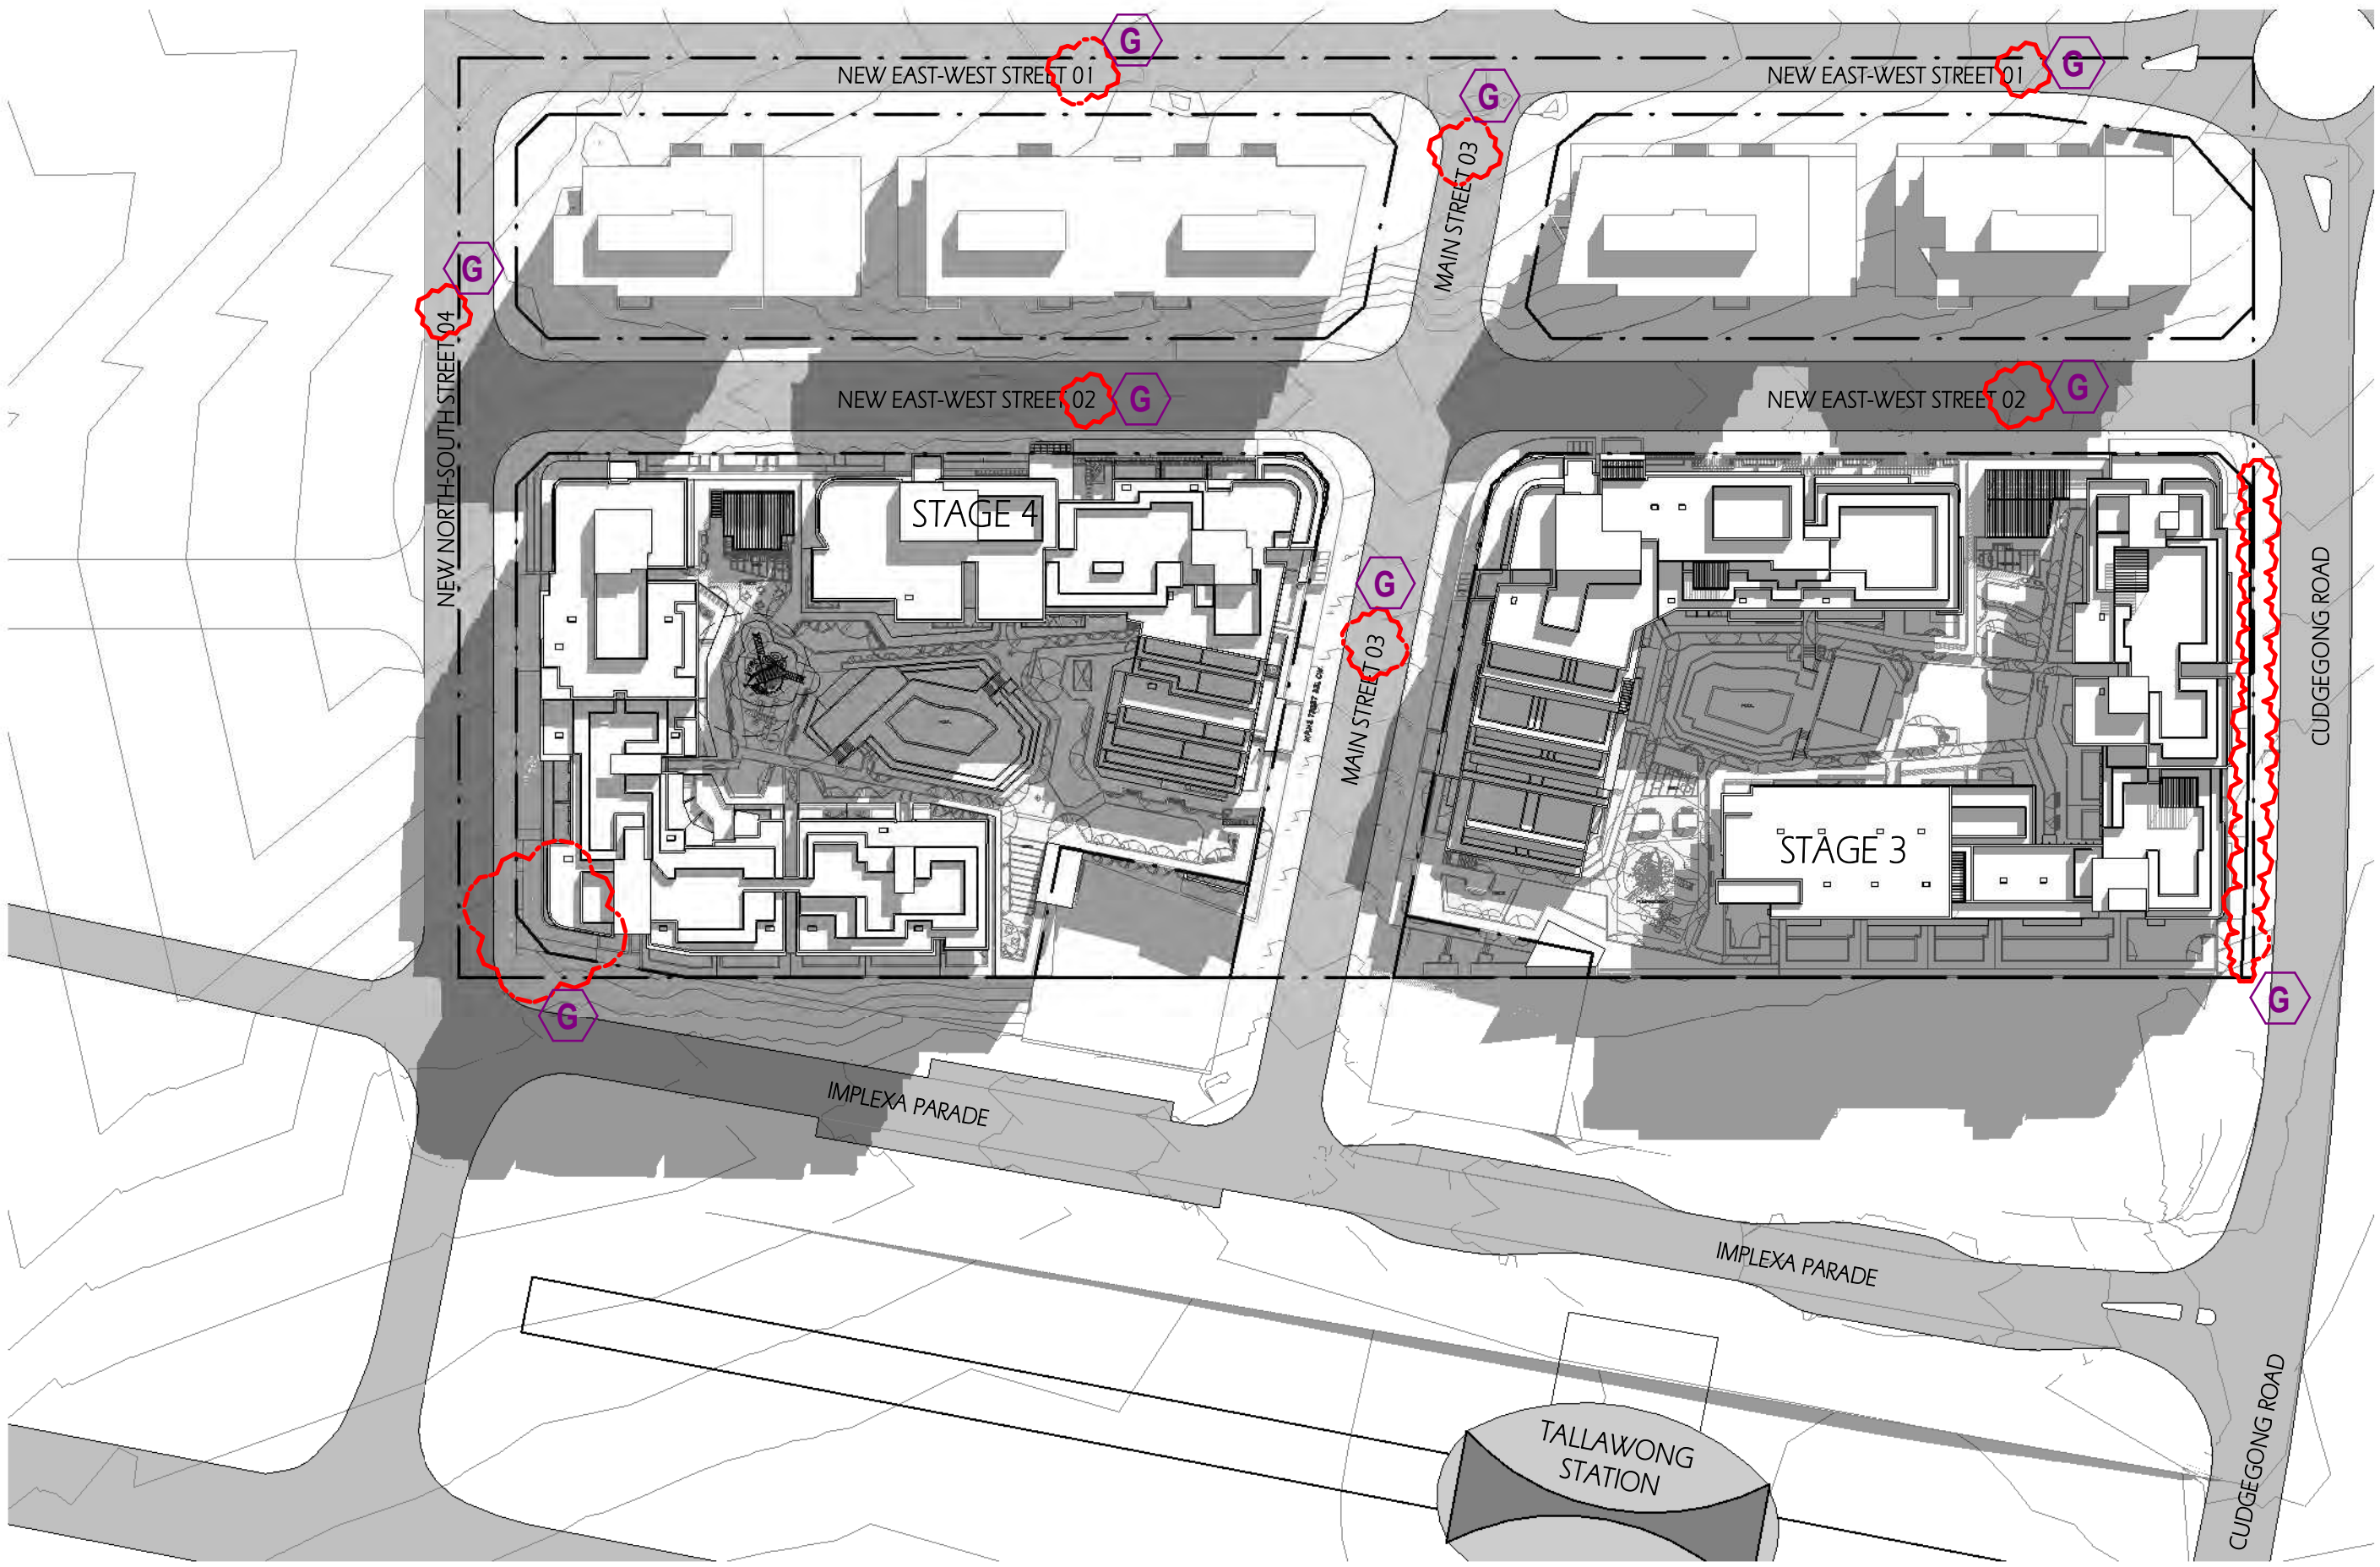 G
NEW EAST-WEST STREET 01
NEW EAST-WEST STREET 01
G
G
MAIN STREET 03
G
NEW NORTH-SOUTH STREET 04
NEW EAST-WEST STREET 02
G
NEW EAST-WEST STREET 02
G
STAGE 4
G
MAIN STREET 03
CUDGEGONG ROAD
STAGE 3
G
G
IMPLEXA PARADE
IMPLEXA PARADE
TALLAWONG
STATION
CUDGEGONG ROAD